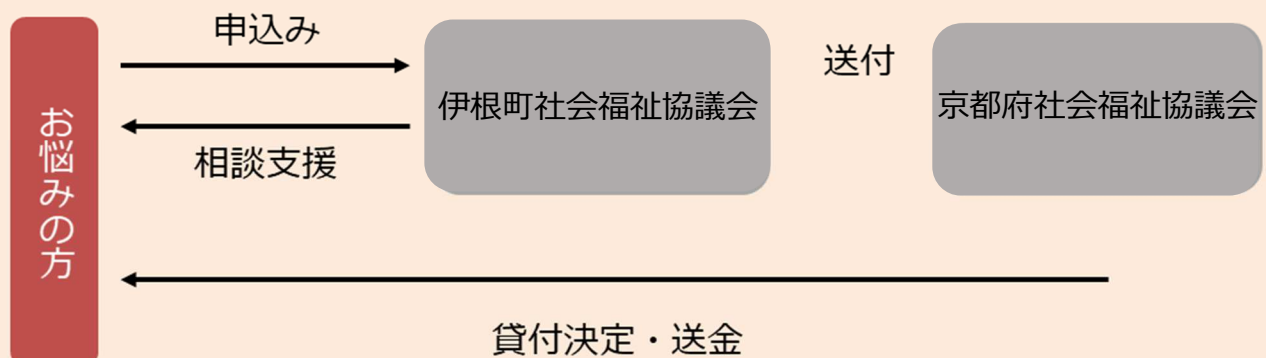 お悩みの方
申込み
相談支援
伊根町社会福祉協議会
送付
京都府社会福祉協議会
貸付決定・送金